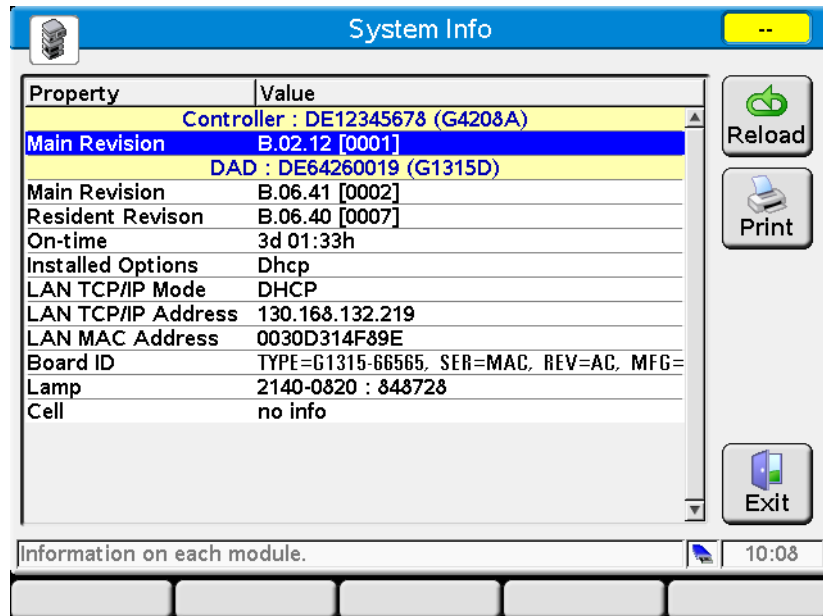 System Info
--
Property Value
Controller : DE12345678 (G4208A)
Main Revision B.02.12 [0001]
DAD : DE64260019 (G1315D)
Main Revision B.06.41 [0002]
Resident Revison B.06.40 [0007]
On-time 3d 01:33h
Installed Options Dhcp
LAN TCP/IP Mode DHCP
LAN TCP/IP Address 130.168.132.219
LAN MAC Address 0030D314F89E
Board ID TYPE=G1315-66565, SER=MAC, REV=AC, MFG=
Lamp 2140-0820 : 848728
Cell no info
Reload
Print
Exit
Information on each module.
10:08